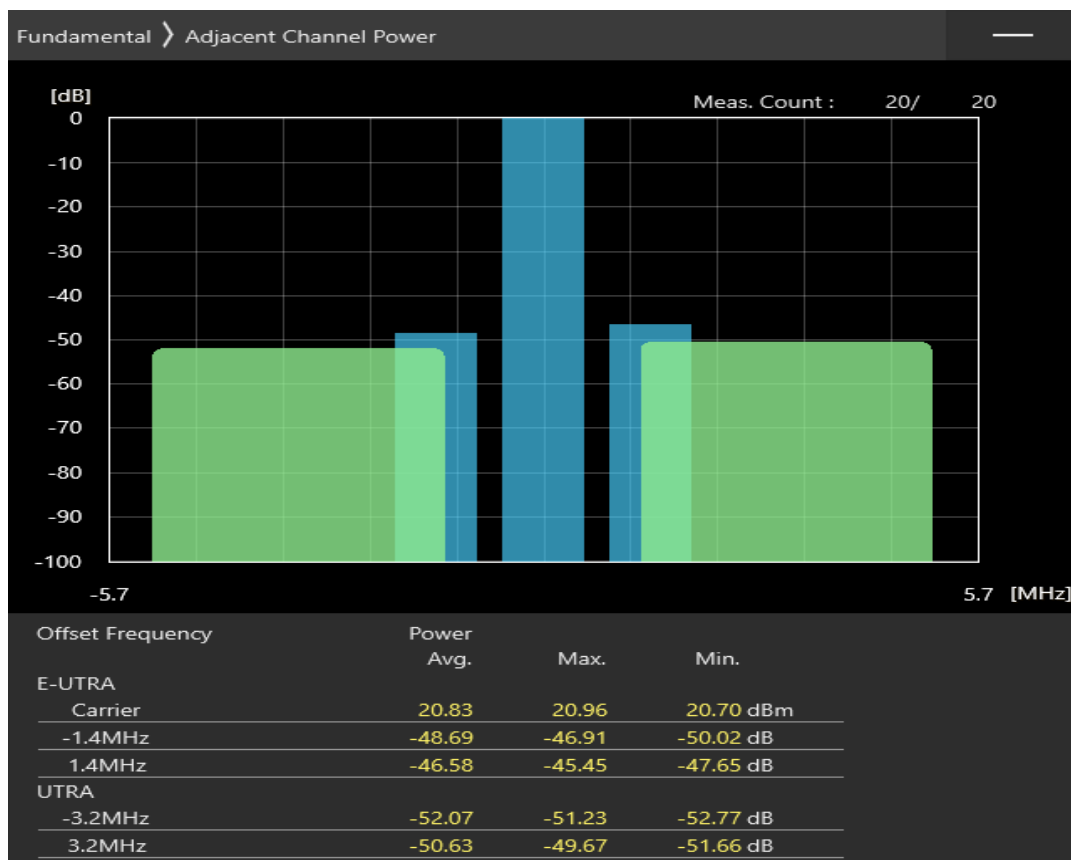 Fundamental 〉 Adjacent Channel Power
[dB]
Meas. Count : 20/ 20
0
-10
-20
-30
-40
-50
-60
-70
-80
-90
-100
-5.7 5.7 [MHz]
Offset Frequency Power
Avg. Max. Min.
E-UTRA
Carrier 20.83 20.96 20.70 dBm
-1.4MHz -48.69 -46.91 -50.02 dB
1.4MHz -46.58 -45.45 -47.65 dB
UTRA
-3.2MHz -52.07 -51.23 -52.77 dB
3.2MHz -50.63 -49.67 -51.66 dB